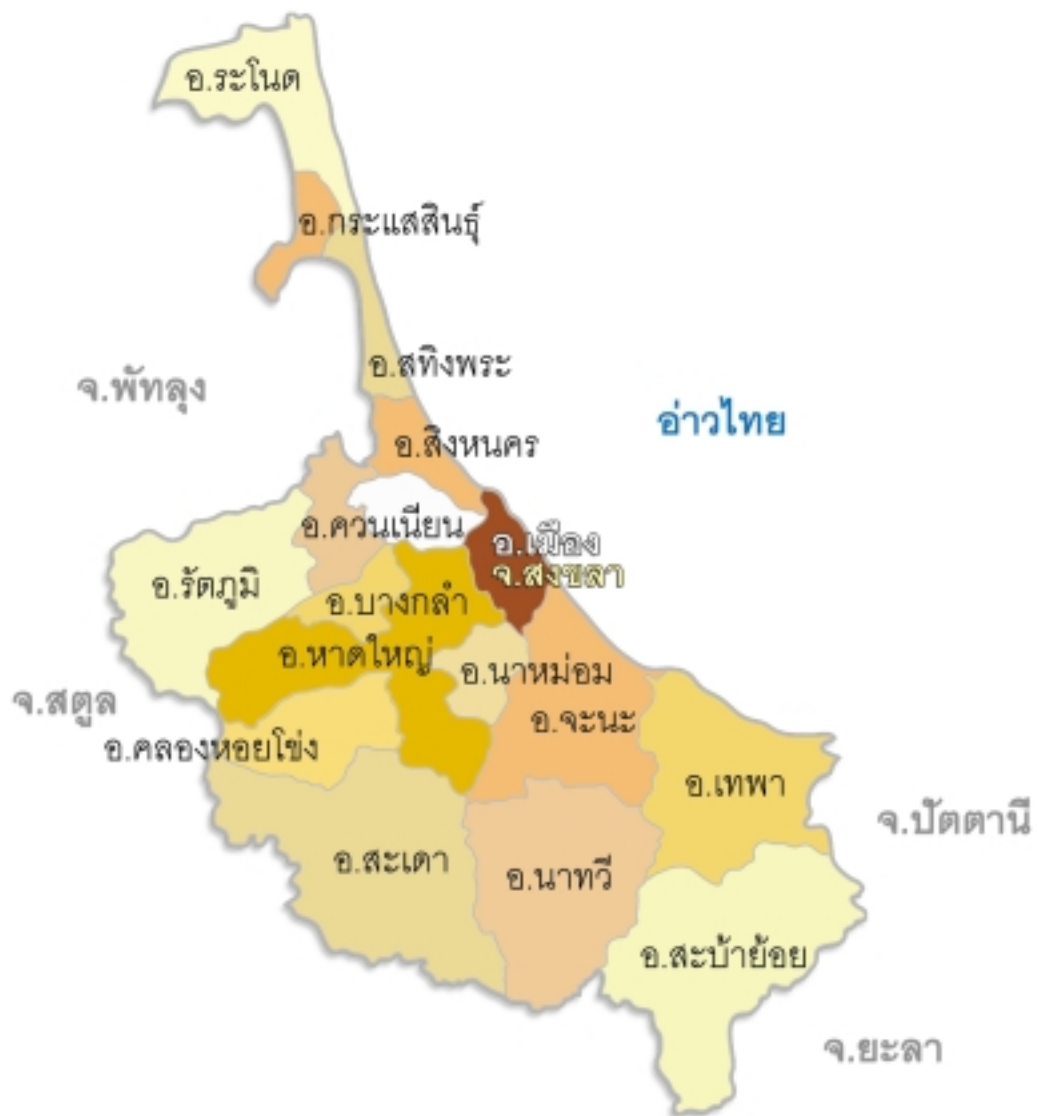 อ.ระโนด
อ.กระแสสินธุ์
อ.สทิงพระ
จ.พัทลุง
อ่าวไทย
อ.สิงหนคร
อ.ควนเนียน
อ.เมือง
จ.สงขลา
อ.รัตภูมิ
อ.บางกล่ำ
อ.หาดใหญ่
อ.นาหม่อม
จ.สตูล
อ.จะนะ
อ.คลองหอยโข่ง
อ.เทพา
จ.ปัตตานี
อ.สะเดา
อ.นาทวี
อ.สะบ้าย้อย
จ.ยะลา